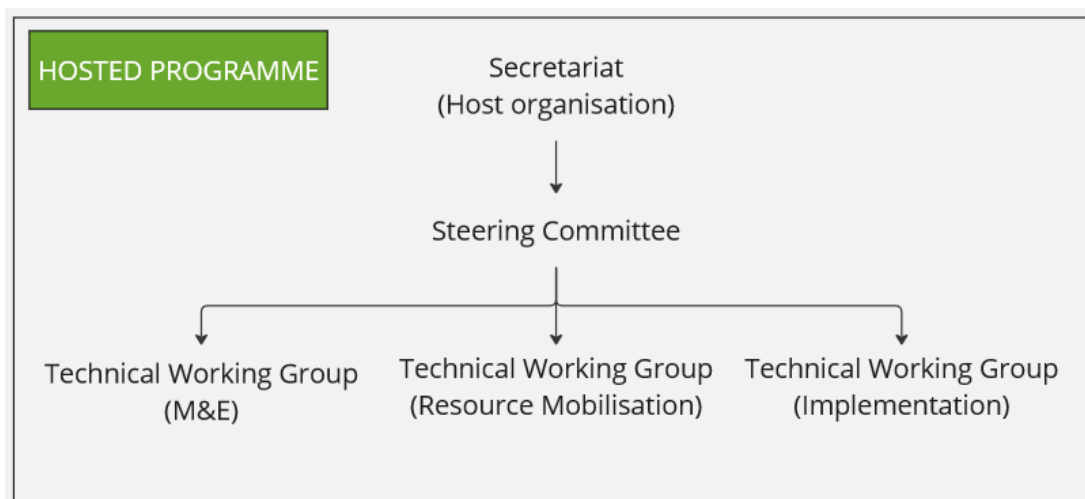 HOSTED PROGRAMME
Secretariat
(Host organisation)
Steering Committee
Technical Working Group
(M&E)
Technical Working Group
(Resource Mobilisation)
Technical Working Group
(Implementation)